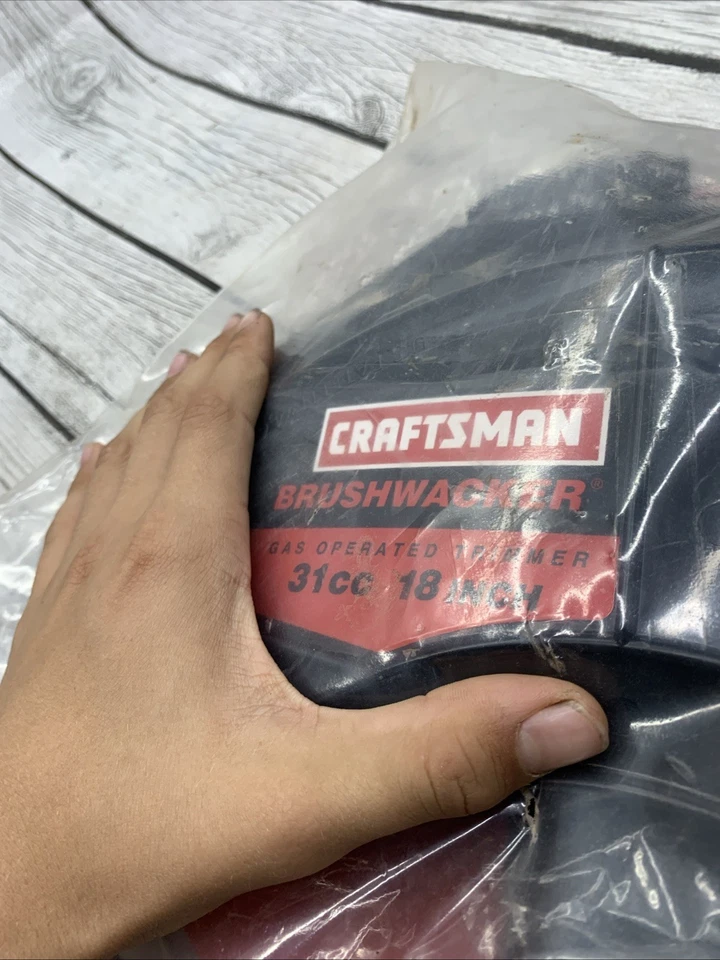 CRAFTSMAN
BRUSHWACKER®
GAS OPERATED TRIMMER
31cc 18 INCH